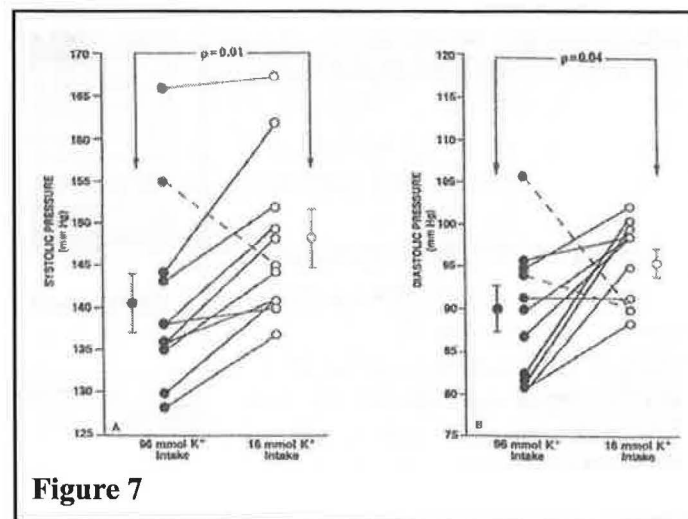 p=0.01
170
165
160
155
150
145
140
135
130
125
SYSTOLIC PRESSURE
(mm Hg)
A
96 mmol K+
Intake
16 mmol K+
Intake
p=0.04
120
115
110
105
100
95
90
85
80
75
DIASTOLIC PRESSURE
(mm Hg)
B
96 mmol K+
Intake
16 mmol K+
Intake
Figure 7